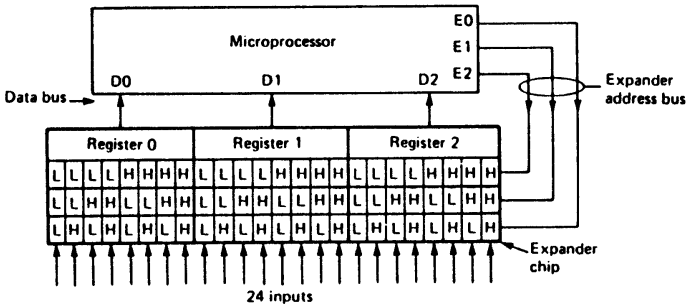 Microprocessor
E0
E1
E2
D0 D1 D2
Data bus
Expander
address bus
Register 0 Register 1 Register 2
L L L L H H H H L L L L H H H H L L L L H H H H
L L H H L L H H L L H H L L H H L L H H L L H H
L H L H L H L H L H L H L H L H L H L H L H L H
Expander
chip
24 inputs